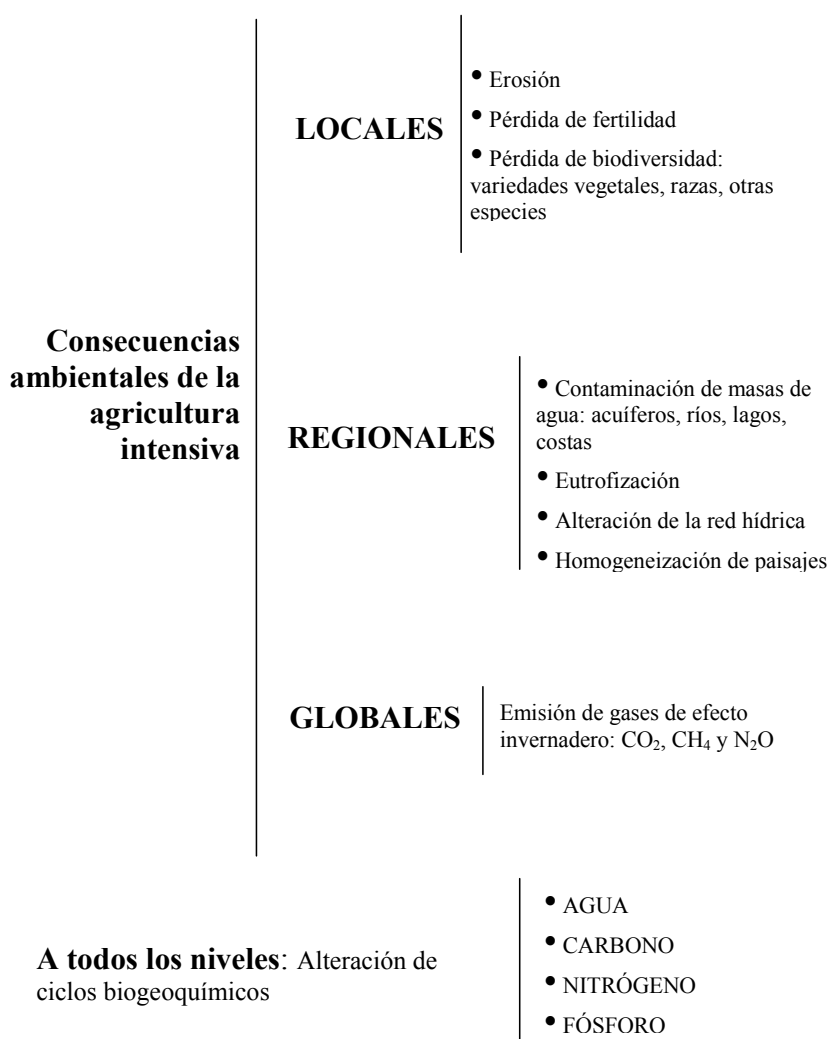 Consecuencias
ambientales de la
agricultura
intensiva
LOCALES
• Erosión
• Pérdida de fertilidad
• Pérdida de biodiversidad:
variedades vegetales, razas, otras
especies
REGIONALES
• Contaminación de masas de
agua: acuíferos, ríos, lagos,
costas
• Eutrofización
• Alteración de la red hídrica
• Homogeneización de paisajes
GLOBALES
Emisión de gases de efecto
invernadero: CO₂, CH₄ y N₂O
A todos los niveles: Alteración de
ciclos biogeoquímicos
• AGUA
• CARBONO
• NITRÓGENO
• FÓSFORO